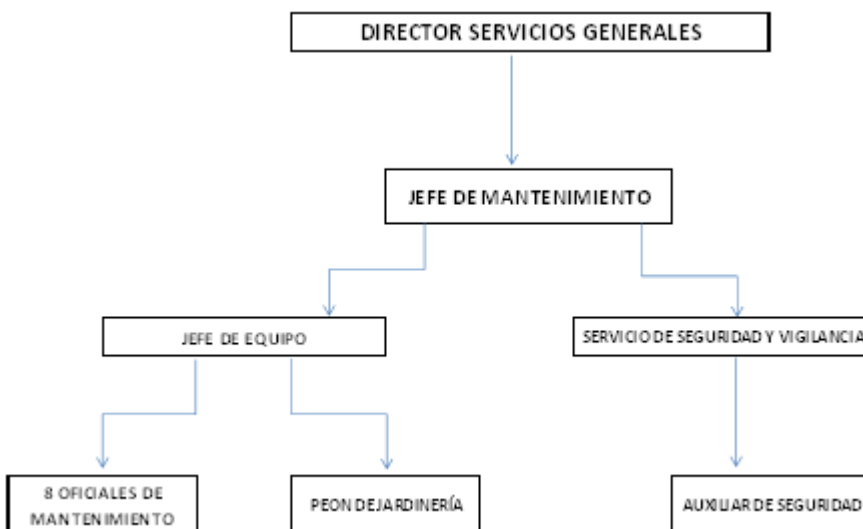 DIRECTOR SERVICIOS GENERALES
JEFE DE MANTENIMIENTO
JEFE DE EQUIPO
SERVICIO DE SEGURIDAD Y VIGILANCIA
8 OFICIALES DE
MANTENIMIENTO
PEON DE JARDINERÍA
AUXILIAR DE SEGURIDAD